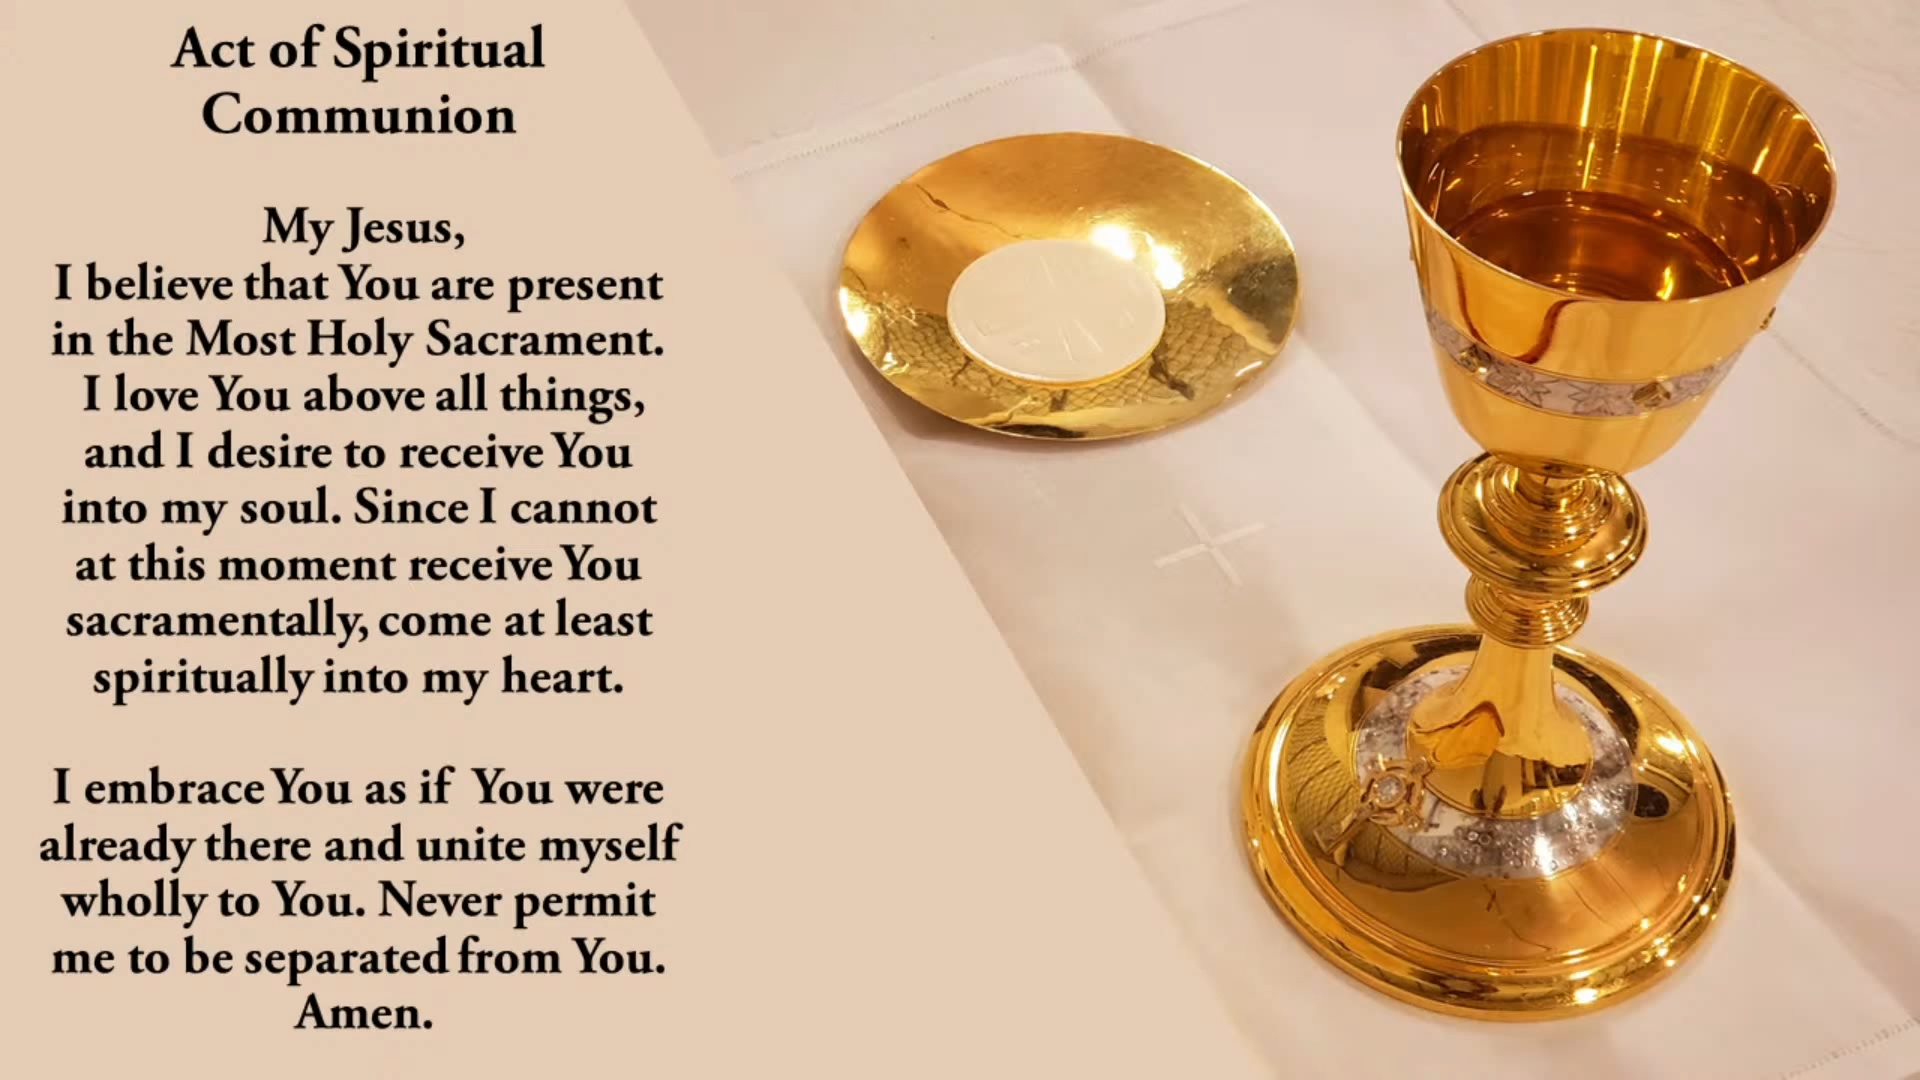 Act of Spiritual
Communion
My Jesus,
I believe that You are present
in the Most Holy Sacrament.
I love You above all things,
and I desire to receive You
into my soul. Since I cannot
at this moment receive You
sacramentally, come at least
spiritually into my heart.
I embrace You as if You were
already there and unite myself
wholly to You. Never permit
me to be separated from You.
Amen.